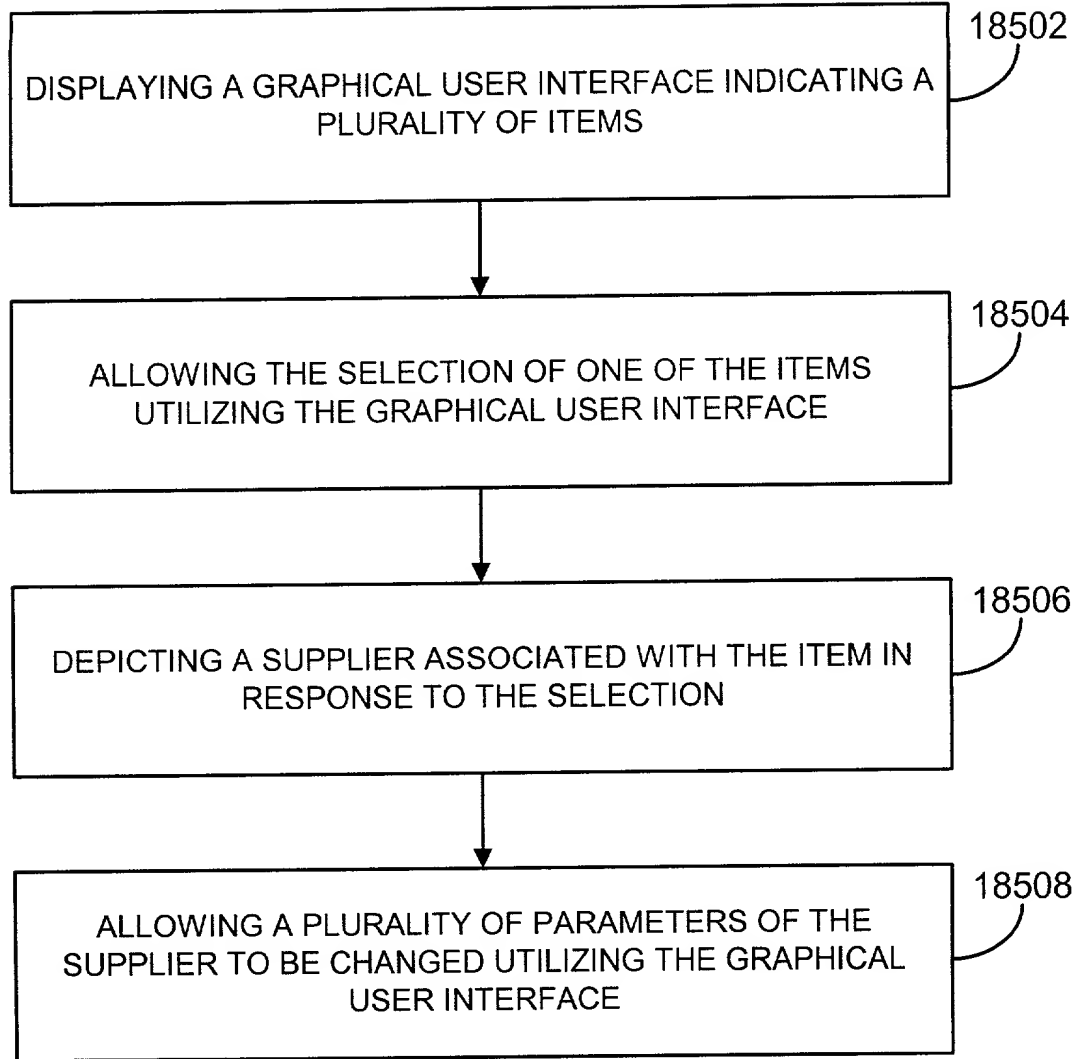 18502
DISPLAYING A GRAPHICAL USER INTERFACE INDICATING A
PLURALITY OF ITEMS
18504
ALLOWING THE SELECTION OF ONE OF THE ITEMS
UTILIZING THE GRAPHICAL USER INTERFACE
18506
DEPICTING A SUPPLIER ASSOCIATED WITH THE ITEM IN
RESPONSE TO THE SELECTION
18508
ALLOWING A PLURALITY OF PARAMETERS OF THE
SUPPLIER TO BE CHANGED UTILIZING THE GRAPHICAL
USER INTERFACE